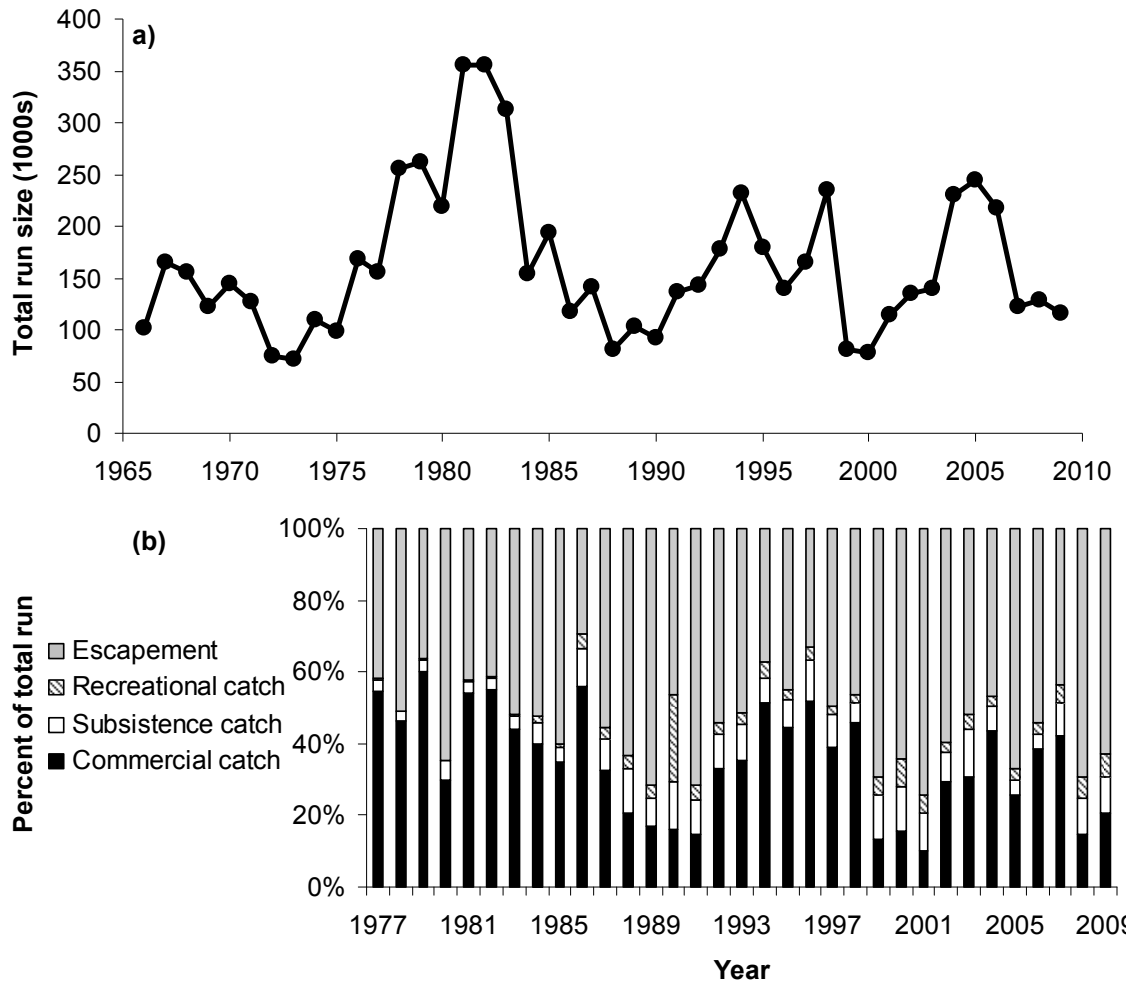 a)
Total run size (1000s)
400
350
300
250
200
150
100
50
0
1965 1970 1975 1980 1985 1990 1995 2000 2005 2010
(b)
Percent of total run
100%
80%
60%
40%
20%
0%
Escapement
Recreational catch
Subsistence catch
Commercial catch
1977 1981 1985 1989 1993 1997 2001 2005 2009
Year